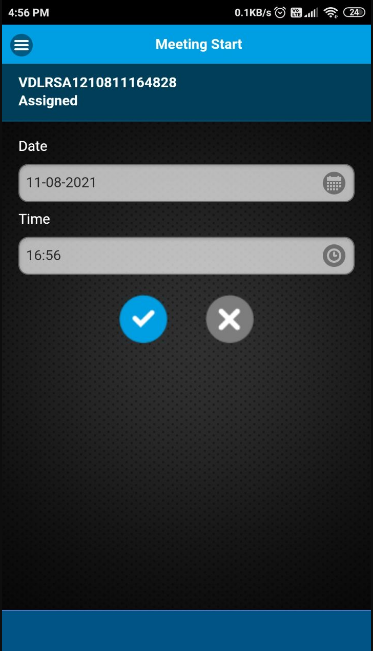 4:56 PM 0.1KB/s 24
Meeting Start
VDLRSA1210811164828
Assigned
Date
11-08-2021
Time
16:56